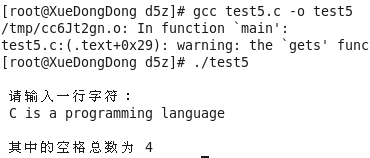 [root@XueDongDong d5z]# gcc test5.c -o test5
/tmp/cc6Jt2gn.o: In function `main':
test5.c:(.text+0x29): warning: the `gets' func
[root@XueDongDong d5z]# ./test5
请输入一行字符：
C is a programming language
其中的空格总数为 4